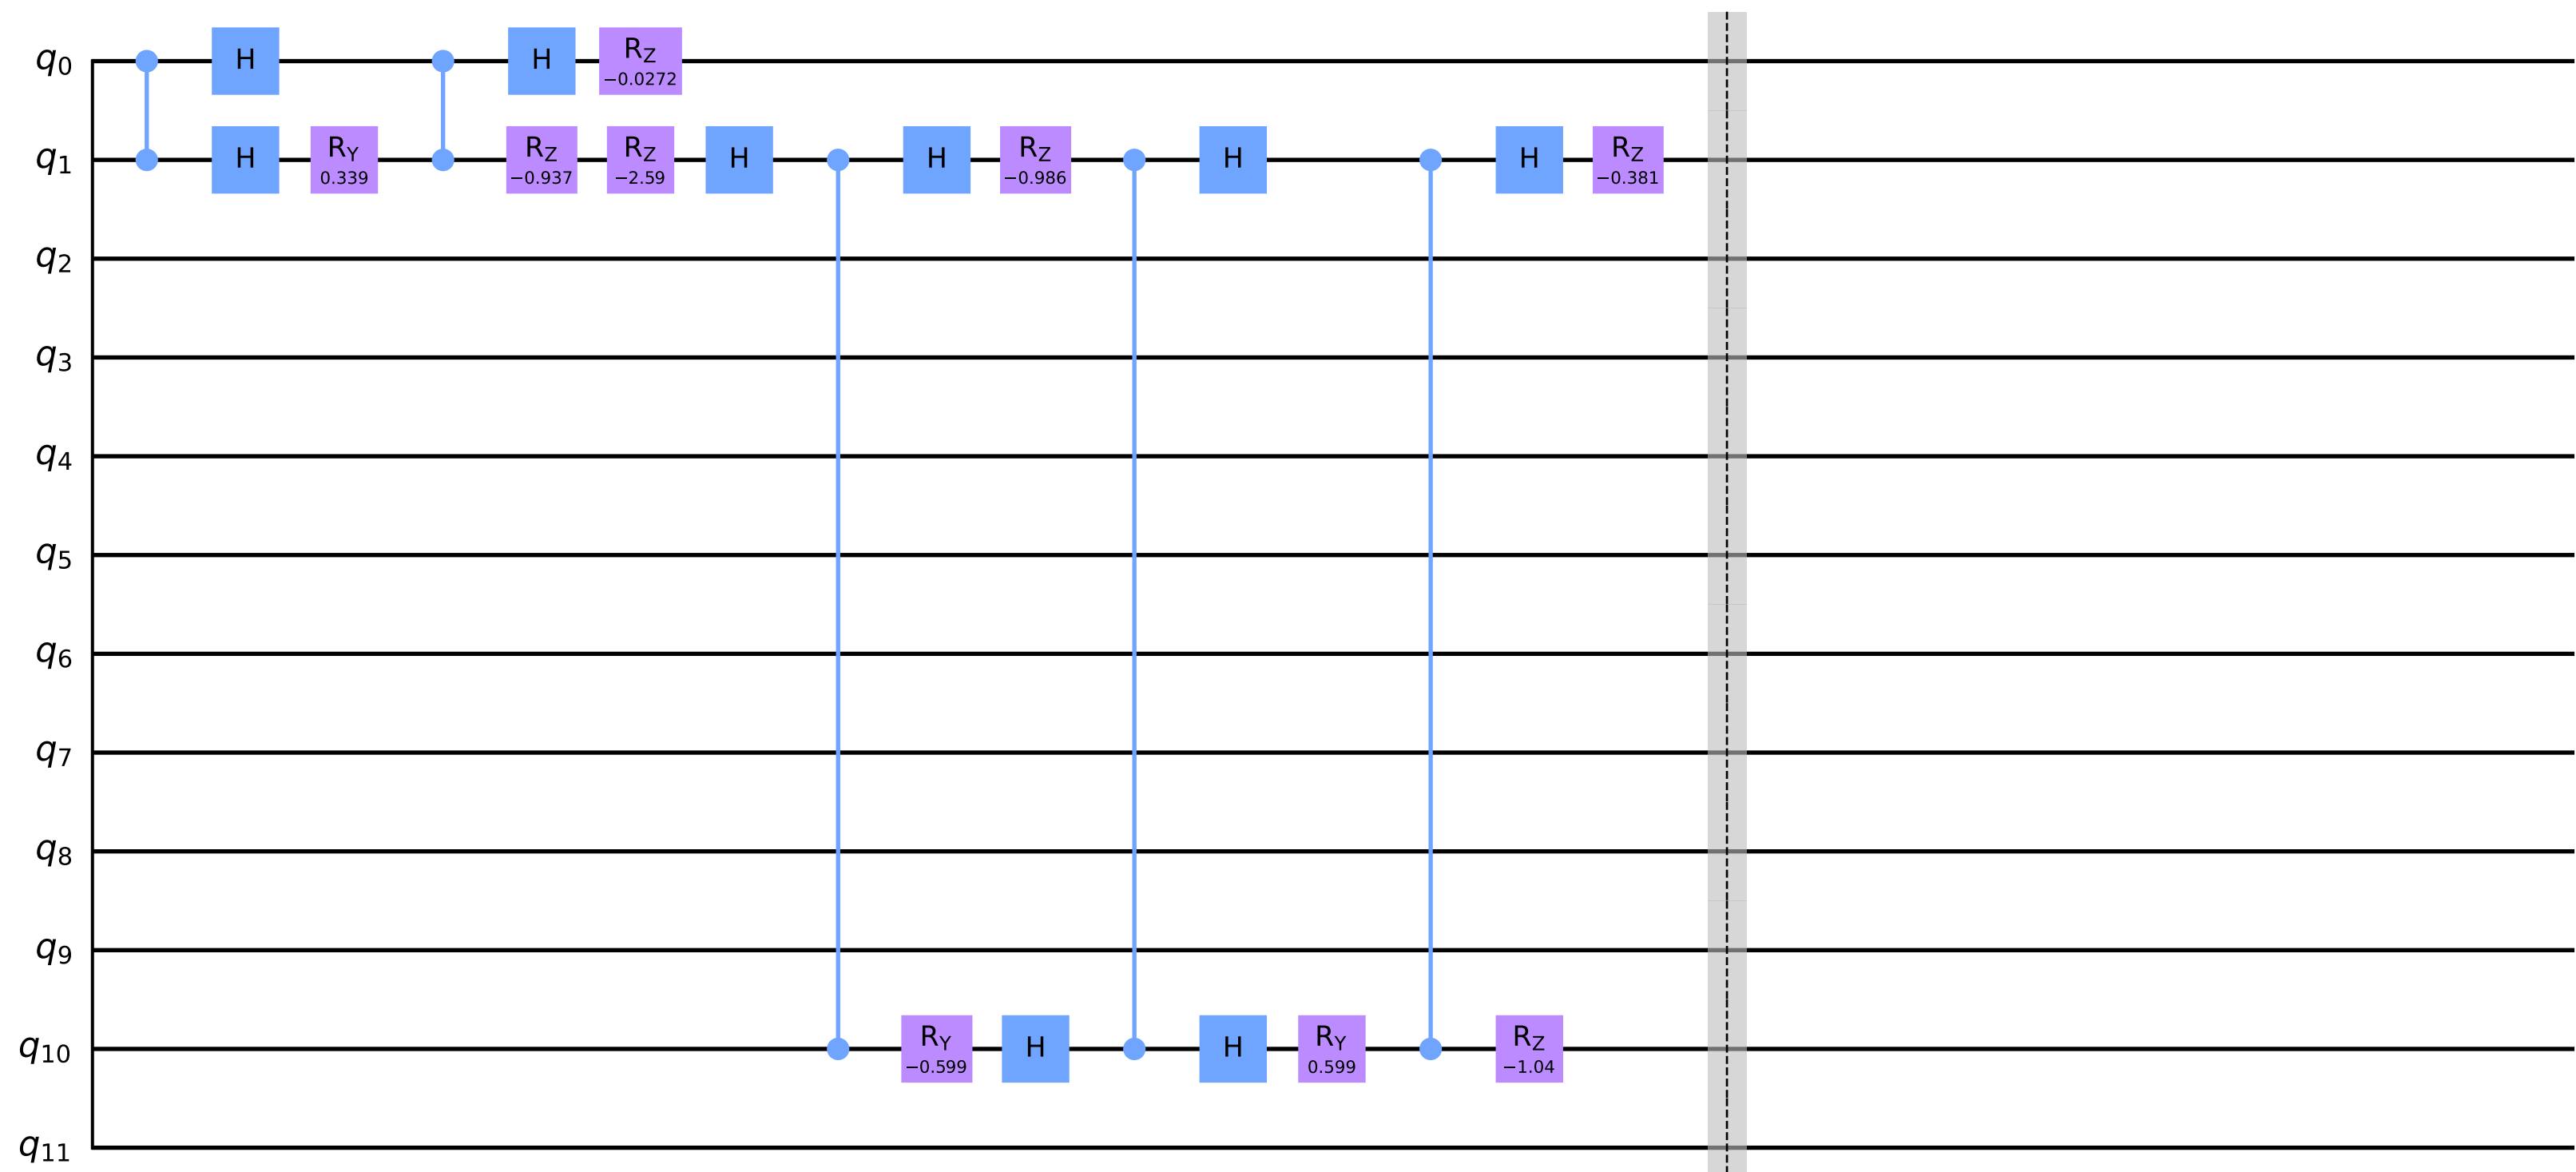 q0 H H RZ −0.0272
q1 H RY 0.339 RZ −0.937 RZ −2.59 H H RZ −0.986 H H RZ −0.381
q2
q3
q4
q5
q6
q7
q8
q9
q10 RY −0.599 H H RY 0.599 RZ −1.04
q11